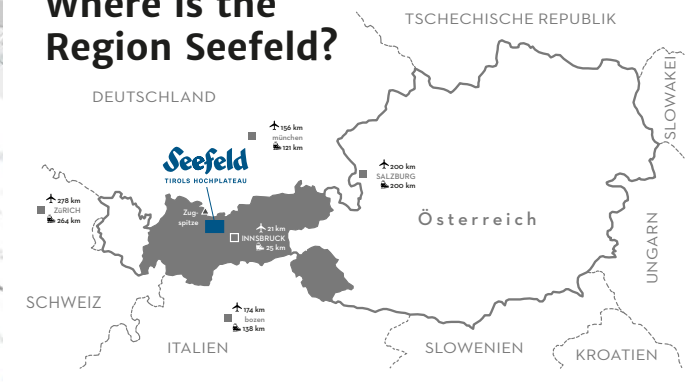 Where is the
Region Seefeld?
TSCHECHISCHE REPUBLIK
SLOWAKEI
DEUTSCHLAND
156 km
münchen
121 km
Seefeld
TIROLS HOCHPLATEAU
200 km
SALZBURG
200 km
278 km
ZüRICH
264 km
Zug-
spitze
21 km
INNSBRUCK
25 km
Österreich
UNGARN
SCHWEIZ
174 km
bozen
138 km
ITALIEN
SLOWENIEN
KROATIEN